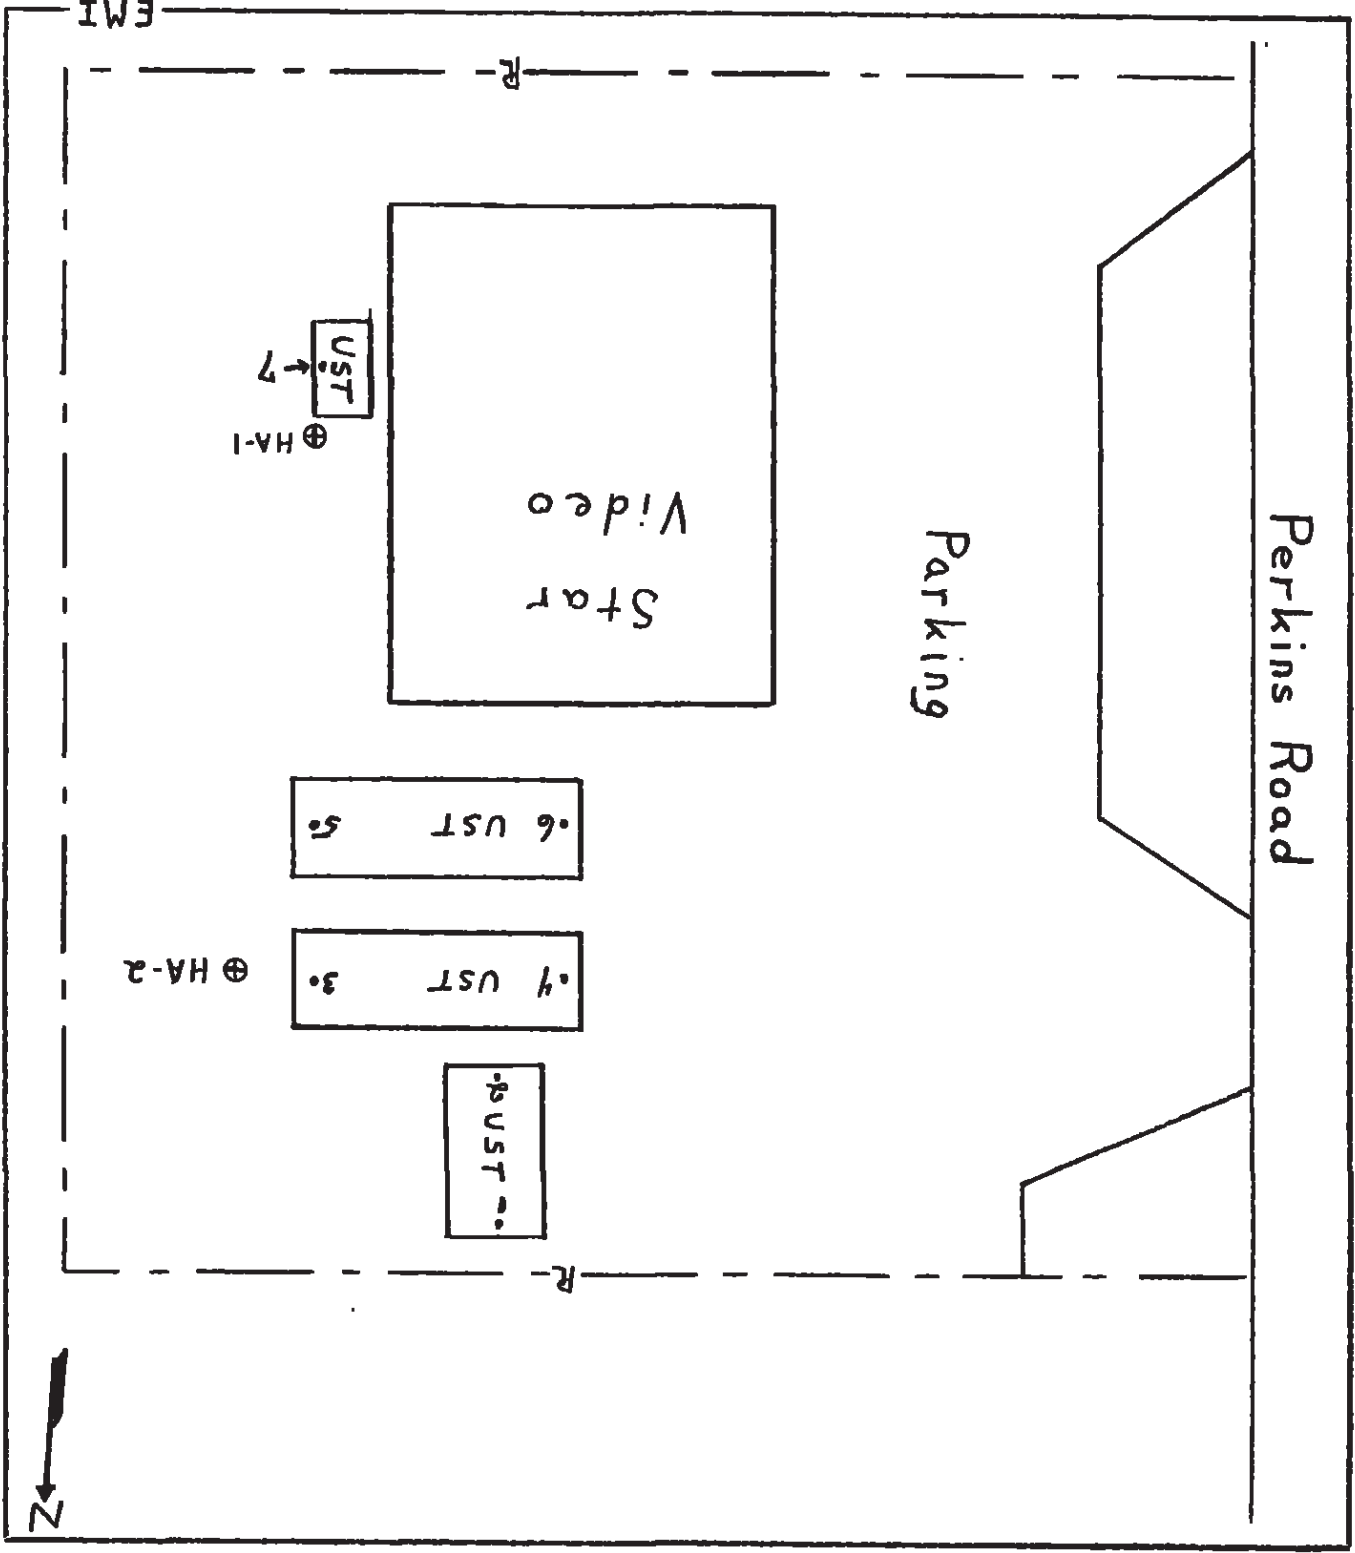 N
UST 1
2
HA-2
3 UST 4
5 UST 6
Star
Video
Parking
Perkins Road
HA-1
7
UST
R
R
EMI